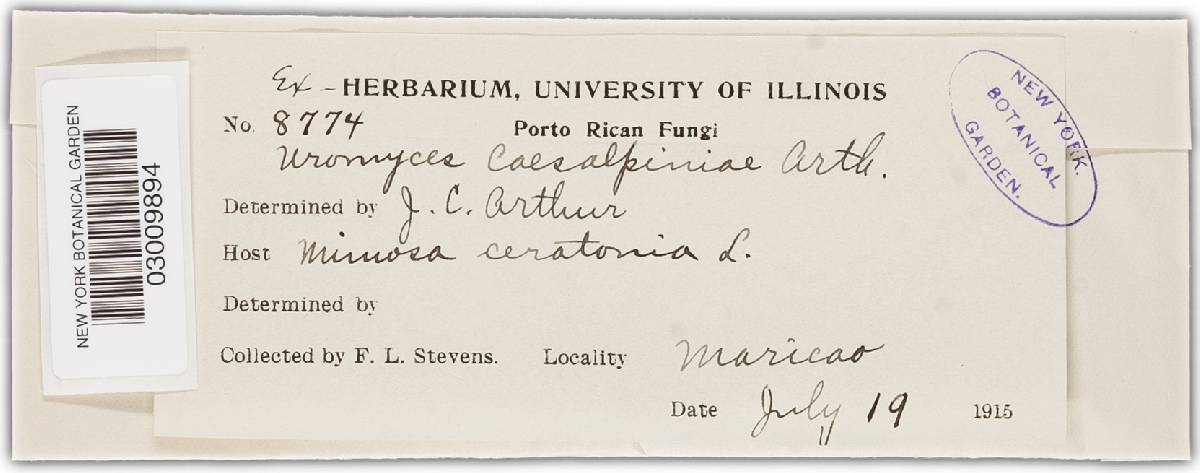 Ex - HERBARIUM, UNIVERSITY OF ILLINOIS
No. 8774 Porto Rican Fungi
Uromyces Caesalpiniae Arth.
Determined by J. C. Arthur
Host Mimosa ceratonia L.
Determined by
Collected by F. L. Stevens. Locality Maricao
Date July 19 1915
NEW YORK BOTANICAL GARDEN
03009894
NEW YORK
BOTANICAL
GARDEN.